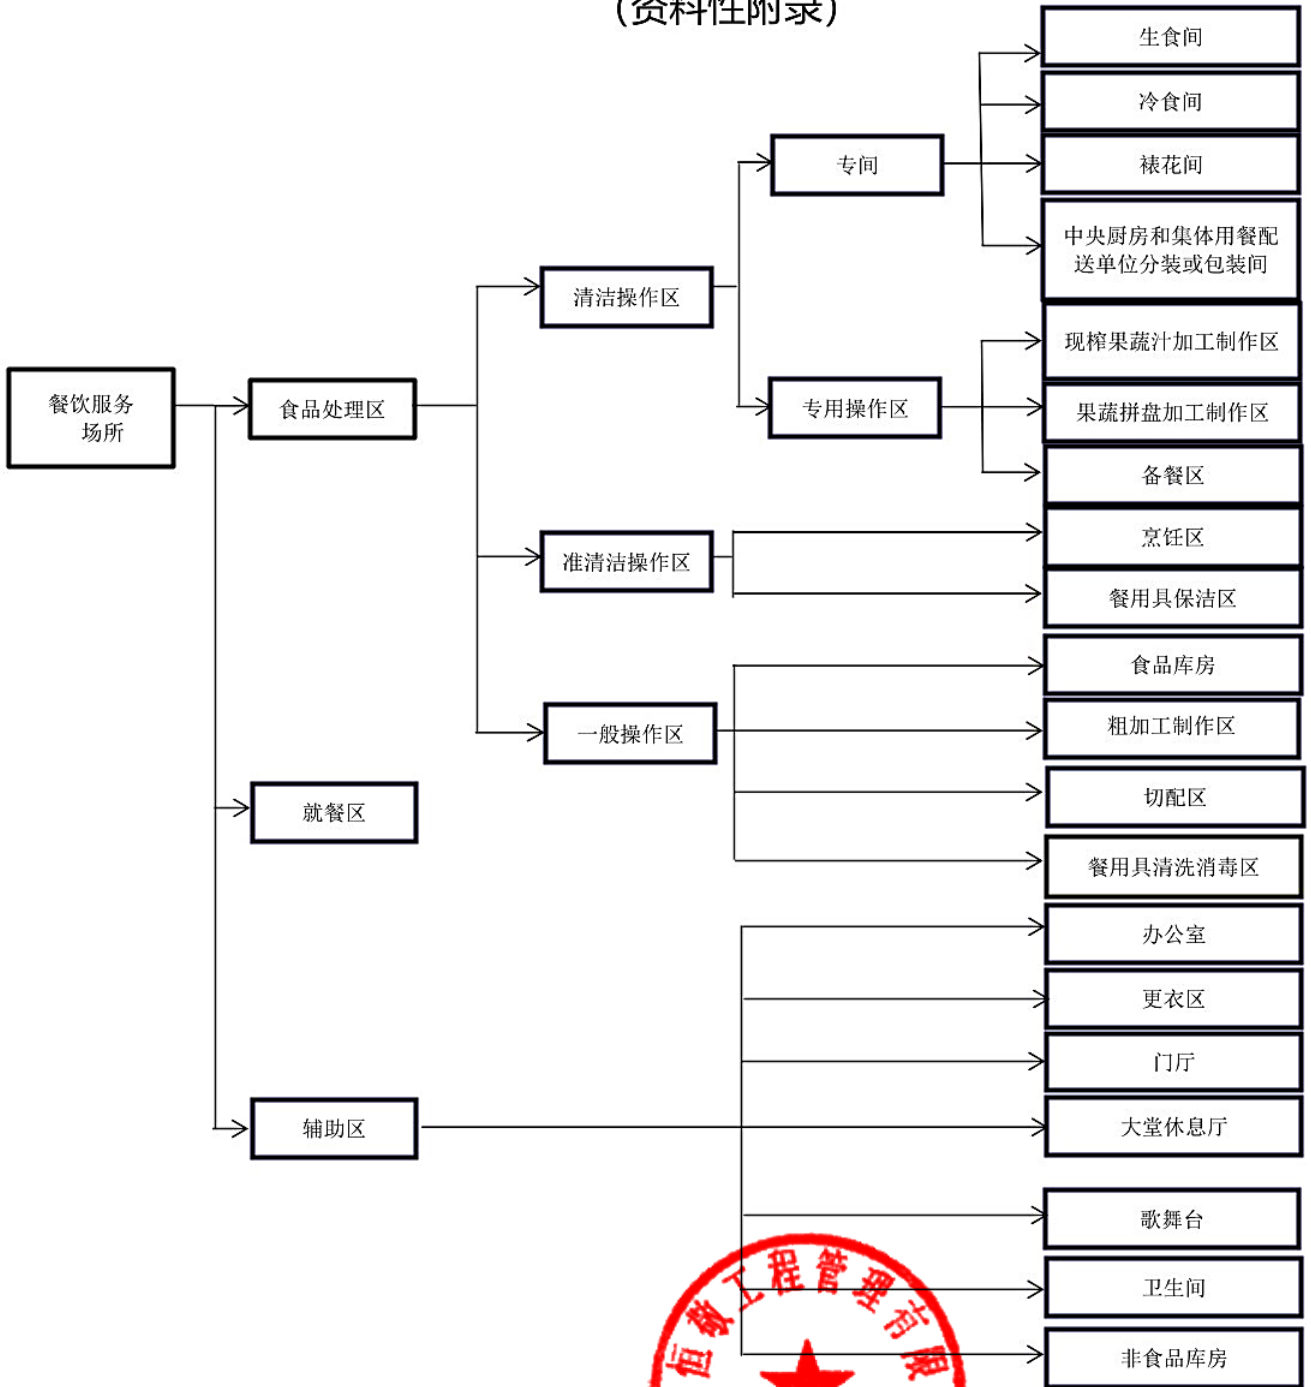 （资料性附录）
生食间
冷食间
专间
裱花间
中央厨房和集体用餐配
送单位分装或包装间
清洁操作区
现榨果蔬汁加工制作区
餐饮服务
场所
食品处理区
专用操作区
果蔬拼盘加工制作区
备餐区
烹饪区
准清洁操作区
餐用具保洁区
食品库房
一般操作区
粗加工制作区
切配区
就餐区
餐用具清洗消毒区
办公室
更衣区
门厅
辅助区
大堂休息厅
歌舞台
卫生间
非食品库房
恒敬工程管理有限